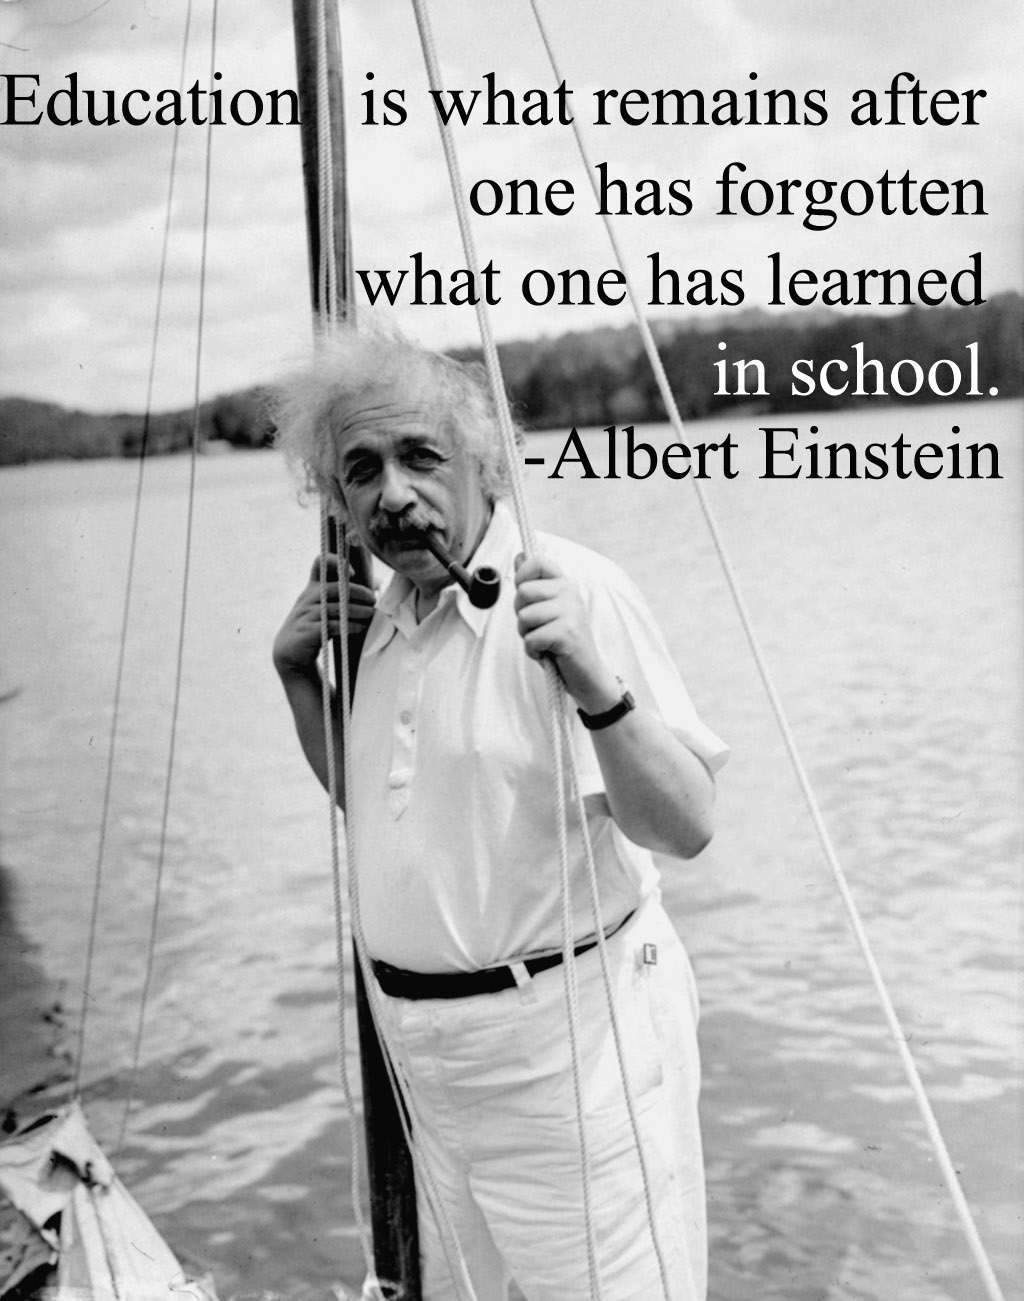 Education is what remains after
one has forgotten
what one has learned
in school.
-Albert Einstein